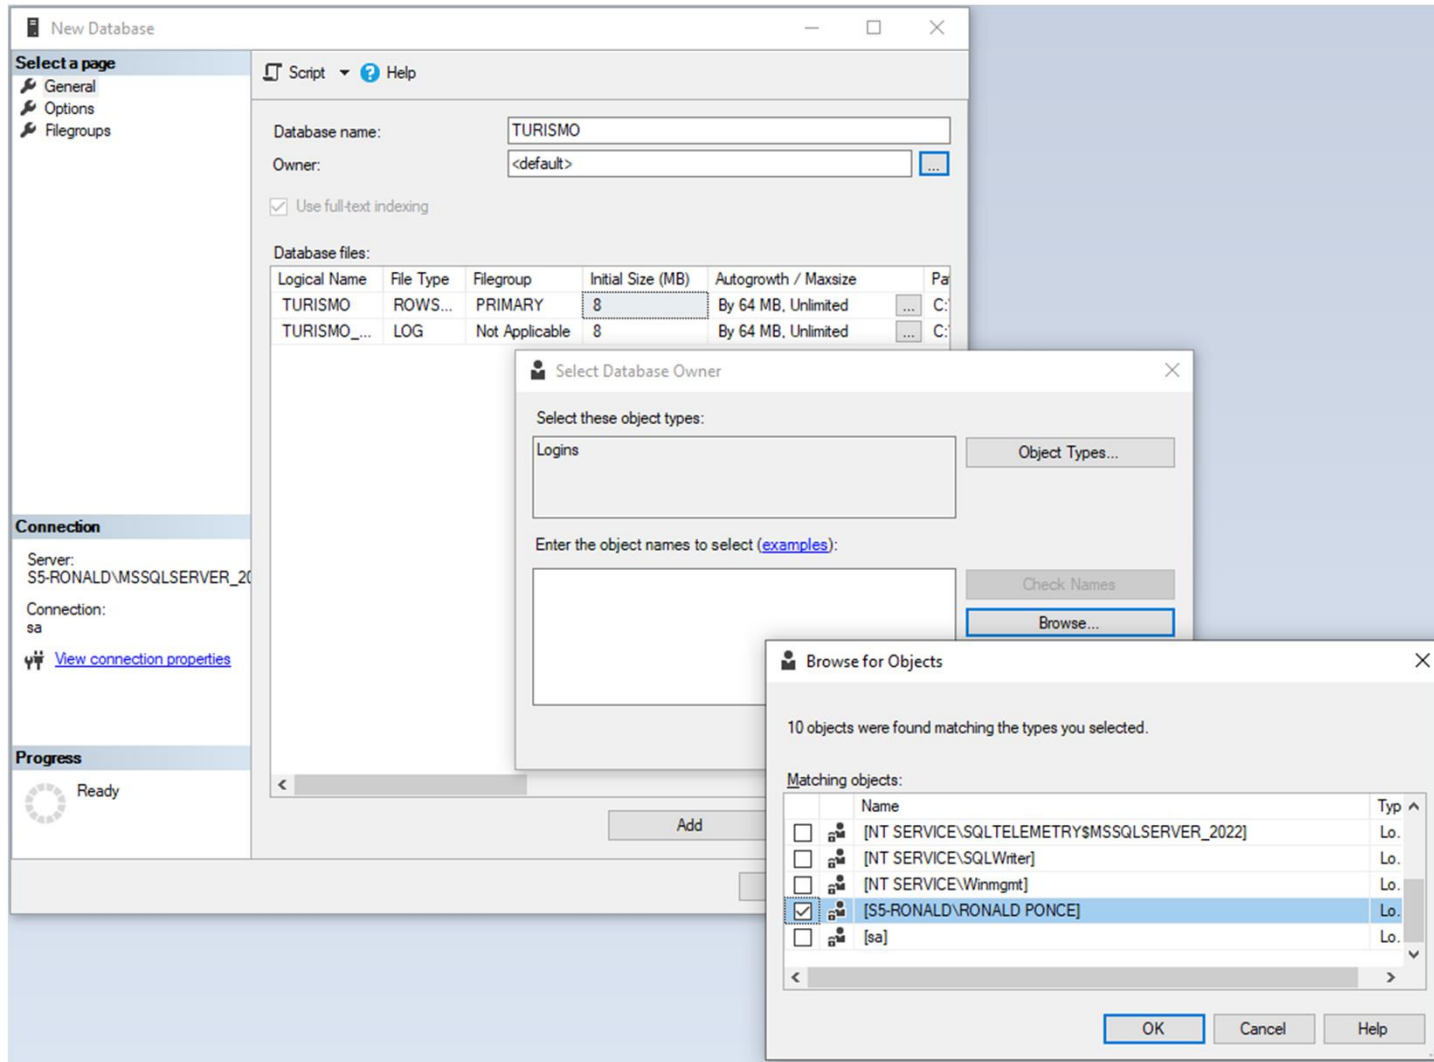 New Database
Select a page
General
Options
Filegroups
Script
Help
Database name:
TURISMO
Owner:
<default>
...
Use full-text indexing
Database files:
Logical Name File Type Filegroup Initial Size (MB) Autogrowth / Maxsize Pa
TURISMO ROWS... PRIMARY 8 By 64 MB, Unlimited ... C:\
TURISMO_... LOG Not Applicable 8 By 64 MB, Unlimited ... C:\
Connection
Server:
S5-RONALD\MSSQLSERVER_20
Connection:
sa
View connection properties
Progress
Ready
Add
Select Database Owner
Select these object types:
Logins
Object Types...
Enter the object names to select (examples):
Check Names
Browse...
Browse for Objects
10 objects were found matching the types you selected.
Matching objects:
Name Typ
[NT SERVICE\SQLTELEMETRY$MSSQLSERVER_2022] Lo.
[NT SERVICE\SQLWriter] Lo.
[NT SERVICE\Winmgmt] Lo.
[S5-RONALD\RONALD PONCE] Lo.
[sa] Lo.
OK Cancel Help